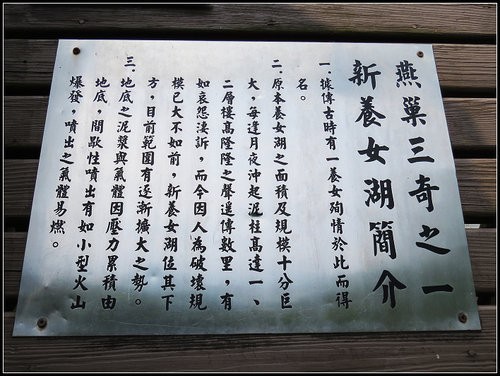 燕巢三奇之一
新養女湖簡介
一．據傳古時有一養女殉情於此而得
名。
二．原本養女湖之面積及規模十分巨
大，每逢月夜沖起泥柱高達一、
二層樓高隆隆之聲遙傳數里，有
如哀怨淒訴，而今因人為破壞規
模已大不如前，新養女湖位其下
方，目前範圍有逐漸擴大之勢。
三．地底之泥漿與氣體因壓力累積由
地底，間歇性噴出有如小型火山
爆發，噴出之氣體易燃。